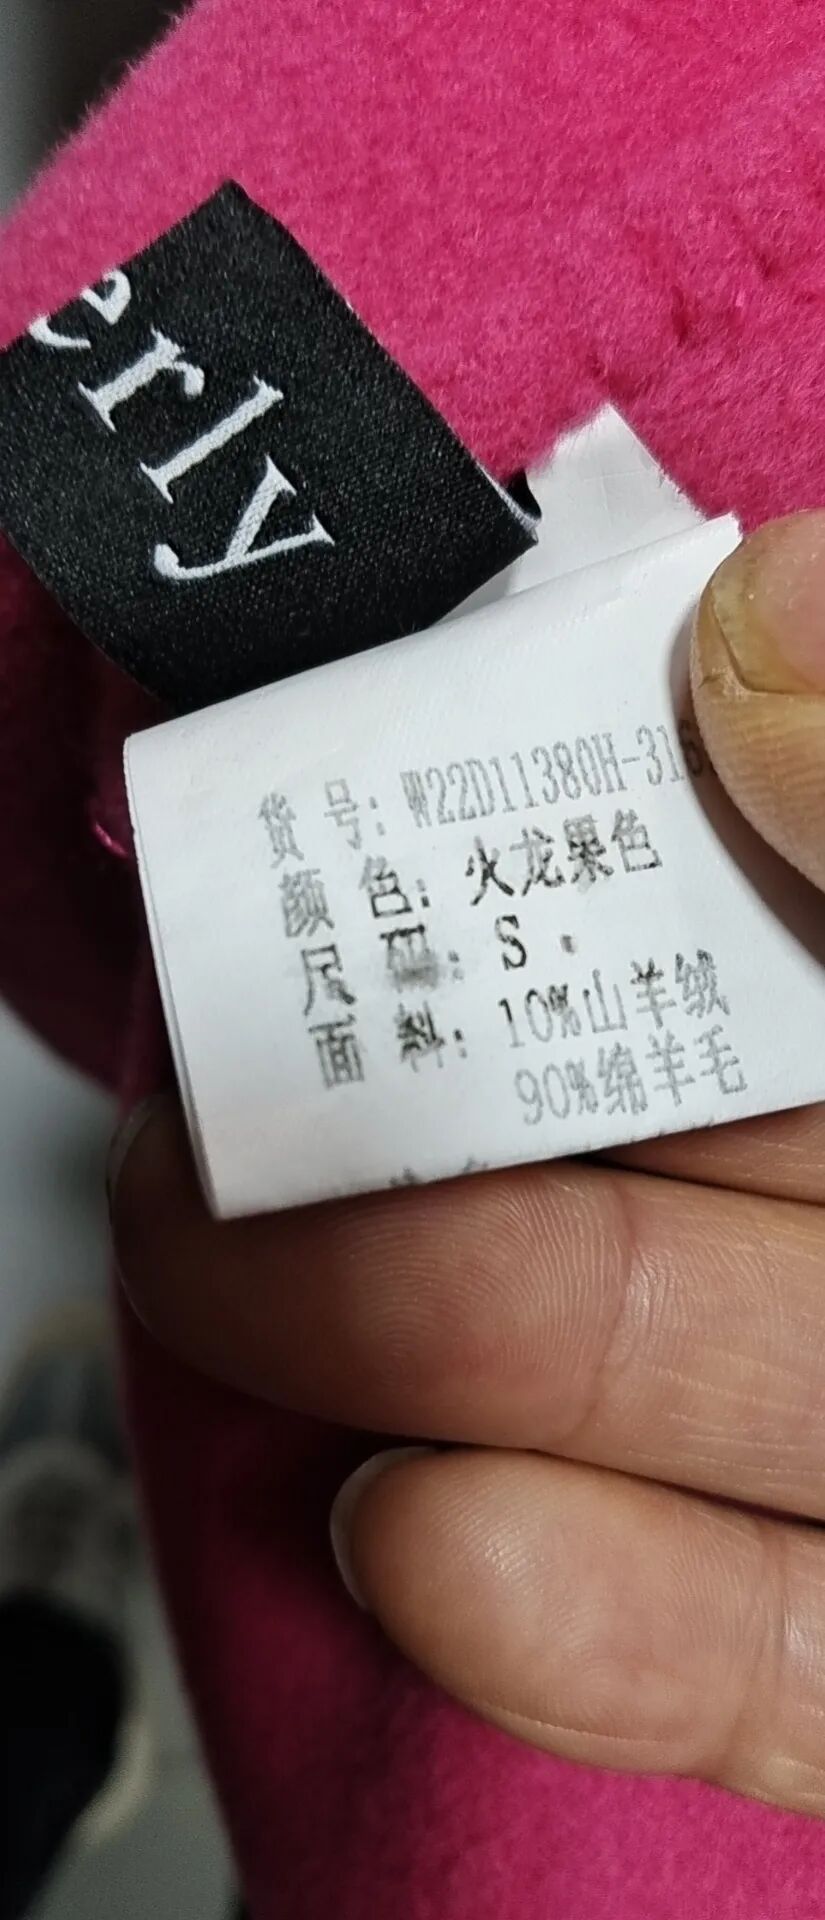 erly
货 号: W22D11380H-316
颜 色: 火龙果色
尺 码: S
面 料: 10%山羊绒
90%绵羊毛